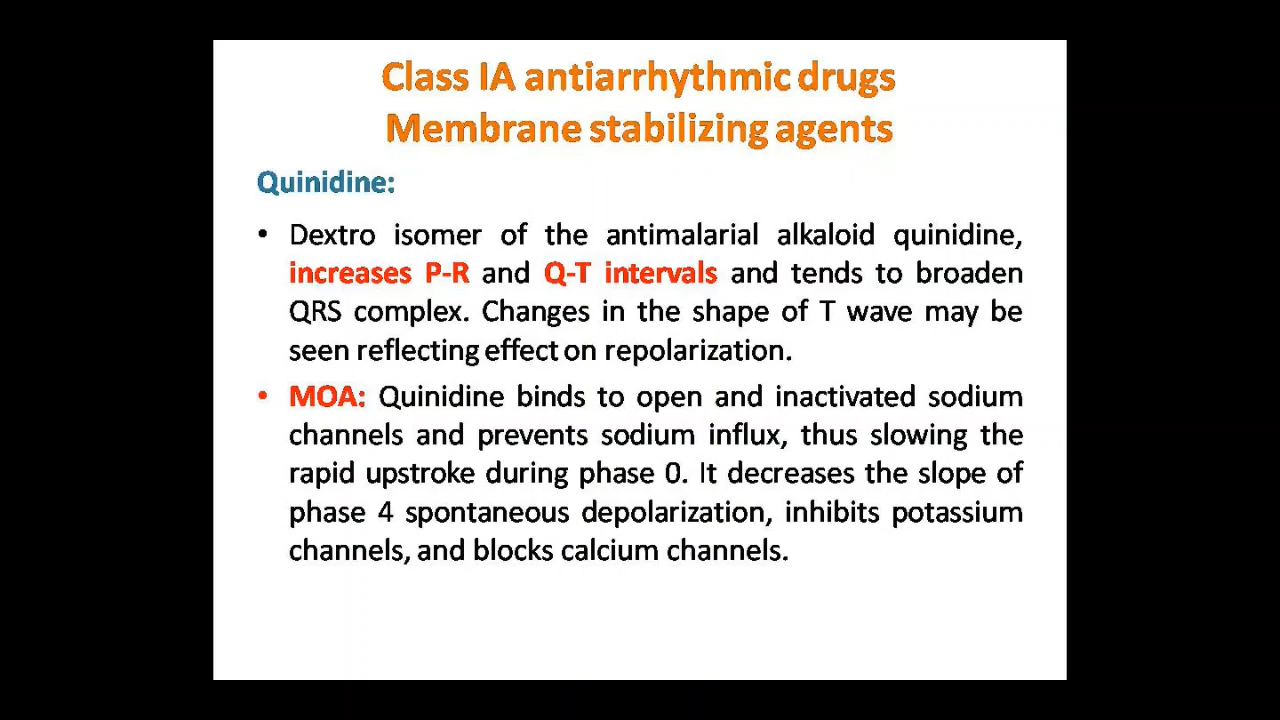 Class IA antiarrhythmic drugs
Membrane stabilizing agents
Quinidine:
• Dextro isomer of the antimalarial alkaloid quinidine,
increases P-R and Q-T intervals and tends to broaden
QRS complex. Changes in the shape of T wave may be
seen reflecting effect on repolarization.
• MOA: Quinidine binds to open and inactivated sodium
channels and prevents sodium influx, thus slowing the
rapid upstroke during phase 0. It decreases the slope of
phase 4 spontaneous depolarization, inhibits potassium
channels, and blocks calcium channels.